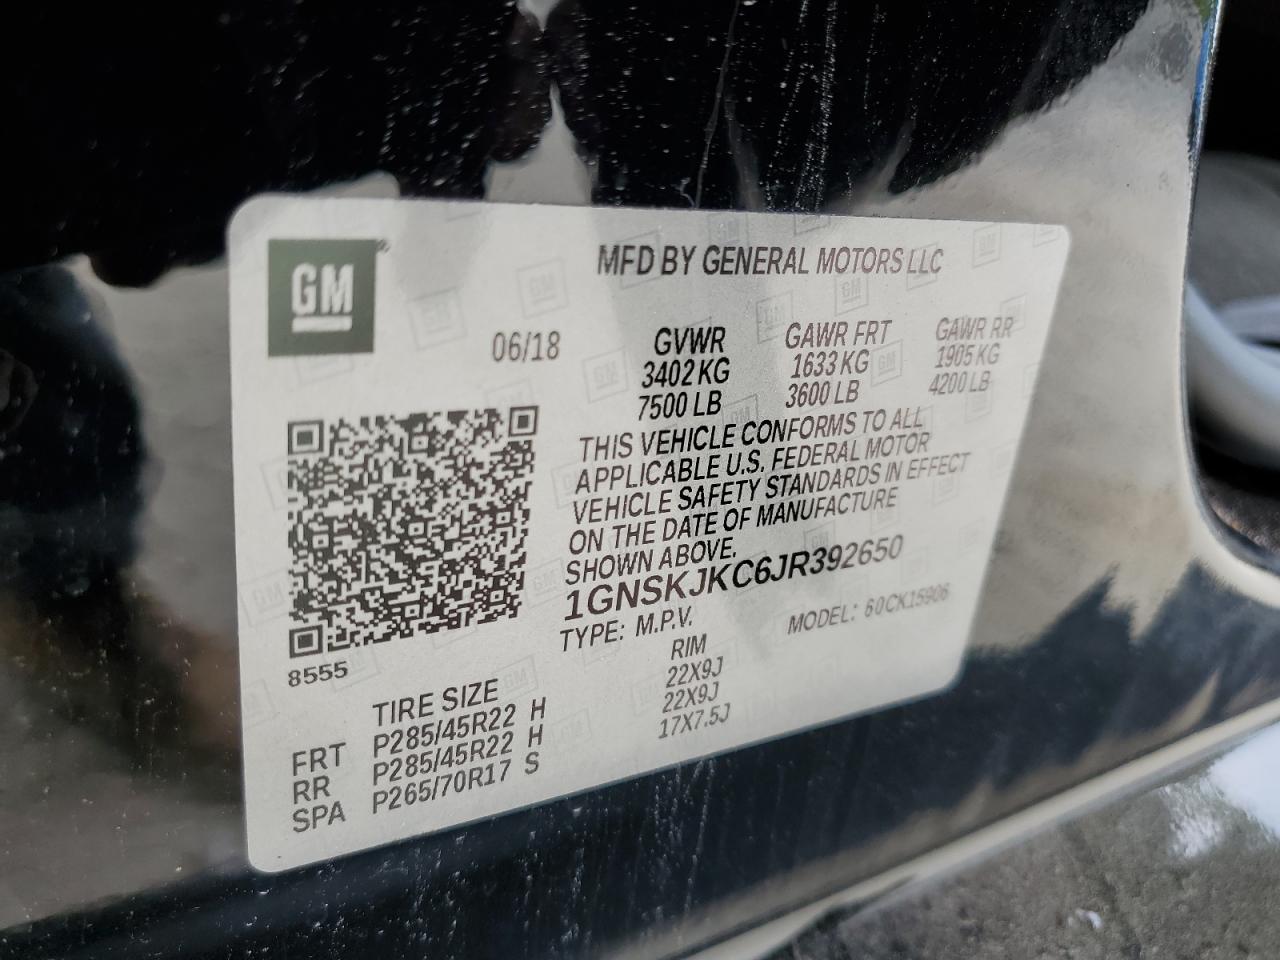 GM
MFD BY GENERAL MOTORS LLC
06/18
GVWR GAWR FRT GAWR RR
3402 KG 1633 KG 1905 KG
7500 LB 3600 LB 4200 LB
THIS VEHICLE CONFORMS TO ALL
APPLICABLE U.S. FEDERAL MOTOR
VEHICLE SAFETY STANDARDS IN EFFECT
ON THE DATE OF MANUFACTURE
SHOWN ABOVE.
1GNSKJKC6JR392650
TYPE: M.P.V. MODEL: 60CK15906
8555
TIRE SIZE RIM
FRT P285/45R22 H 22X9J
RR P285/45R22 H 22X9J
SPA P265/70R17 S 17X7.5J